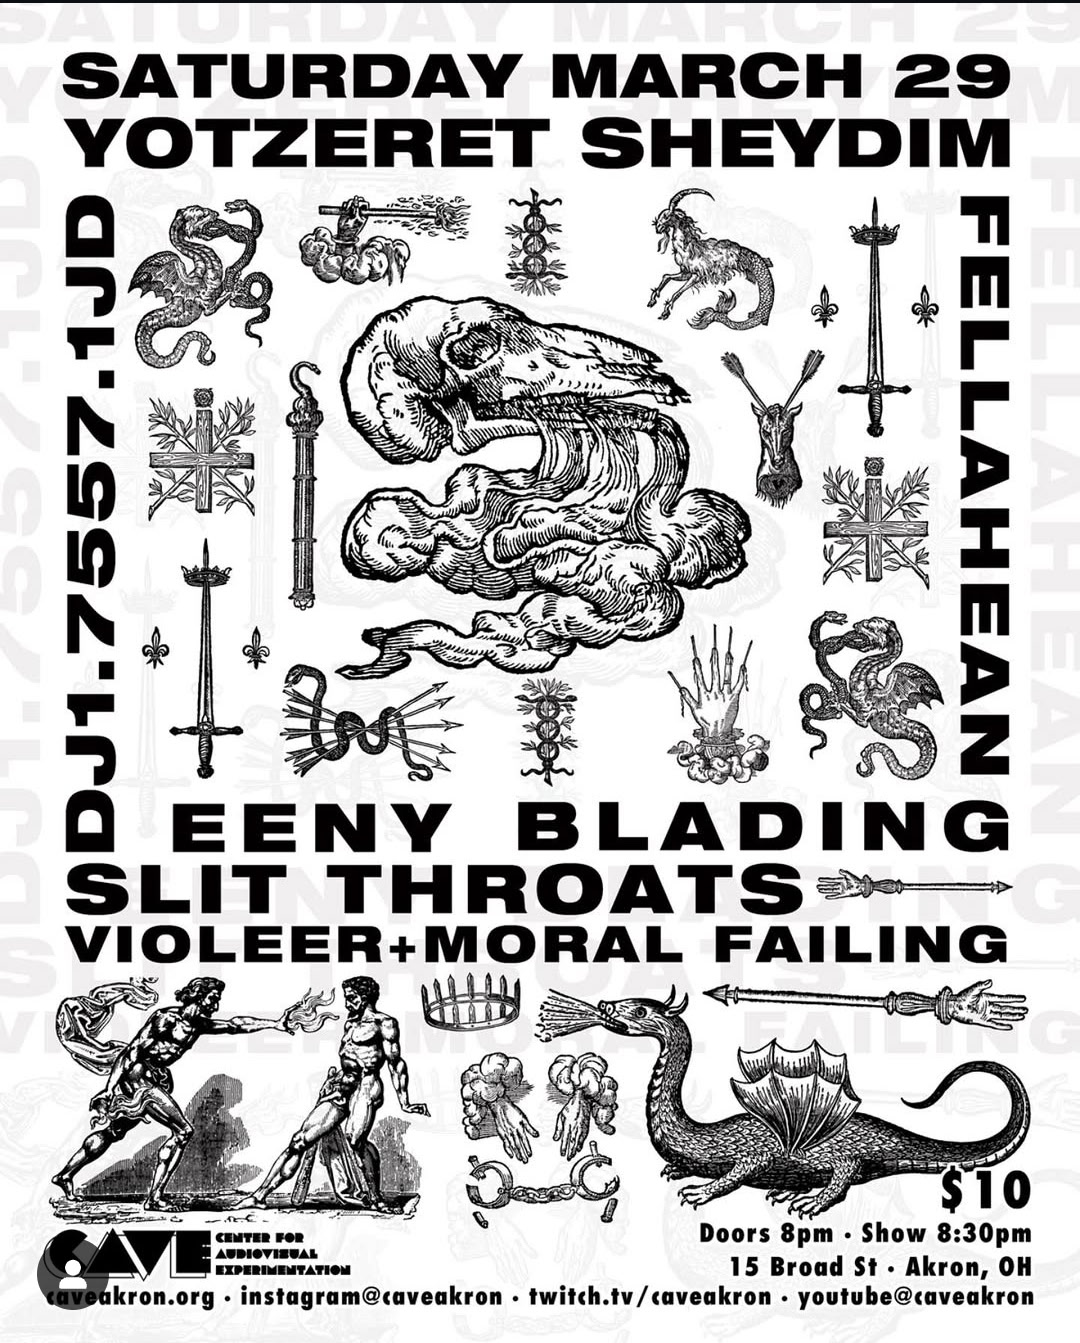 SATURDAY MARCH 29
YOTZERET SHEYDIM
DJ1.7557.1JD
FELLAHEAN
EENY BLADING
SLIT THROATS
VIOLEER+MORAL FAILING
$10
Doors 8pm · Show 8:30pm
15 Broad St · Akron, OH
CAVE
CENTER FOR
AUDIOVIZUAL
EXPERIMENTATION
caveakron.org · instagram@caveakron · twitch.tv/caveakron · youtube@caveakron